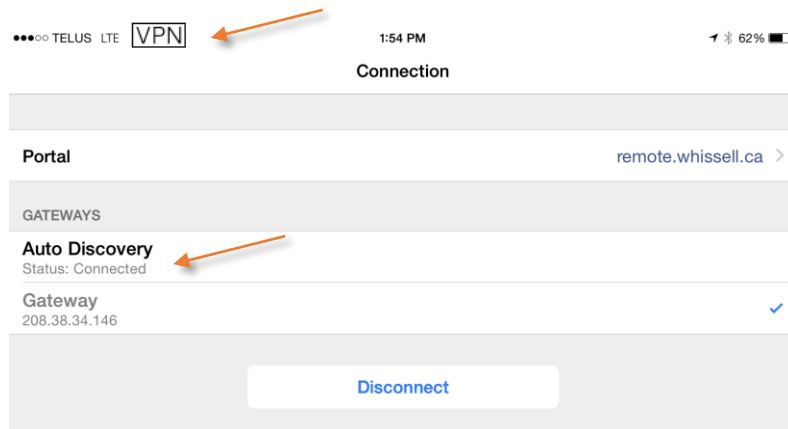 TELUS LTE VPN 1:54 PM 62%
Connection
Portal remote.whissell.ca
GATEWAYS
Auto Discovery
Status: Connected
Gateway
208.38.34.146
Disconnect